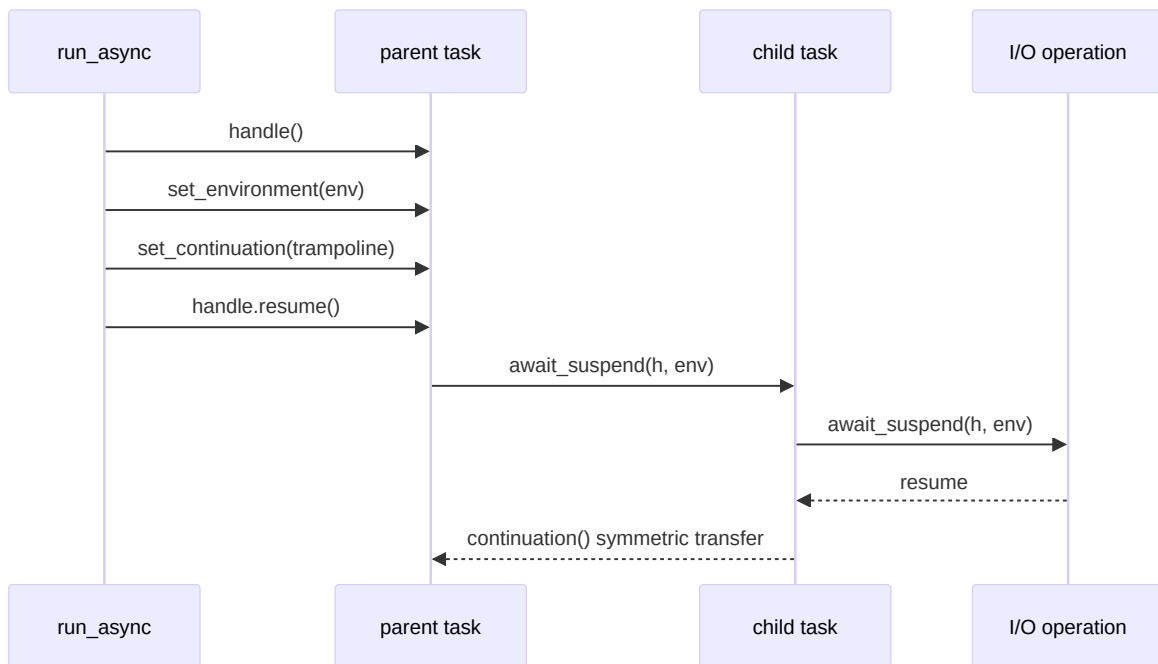 run_async
parent task
child task
I/O operation
handle()
set_environment(env)
set_continuation(trampoline)
handle.resume()
await_suspend(h, env)
await_suspend(h, env)
resume
continuation() symmetric transfer
run_async
parent task
child task
I/O operation